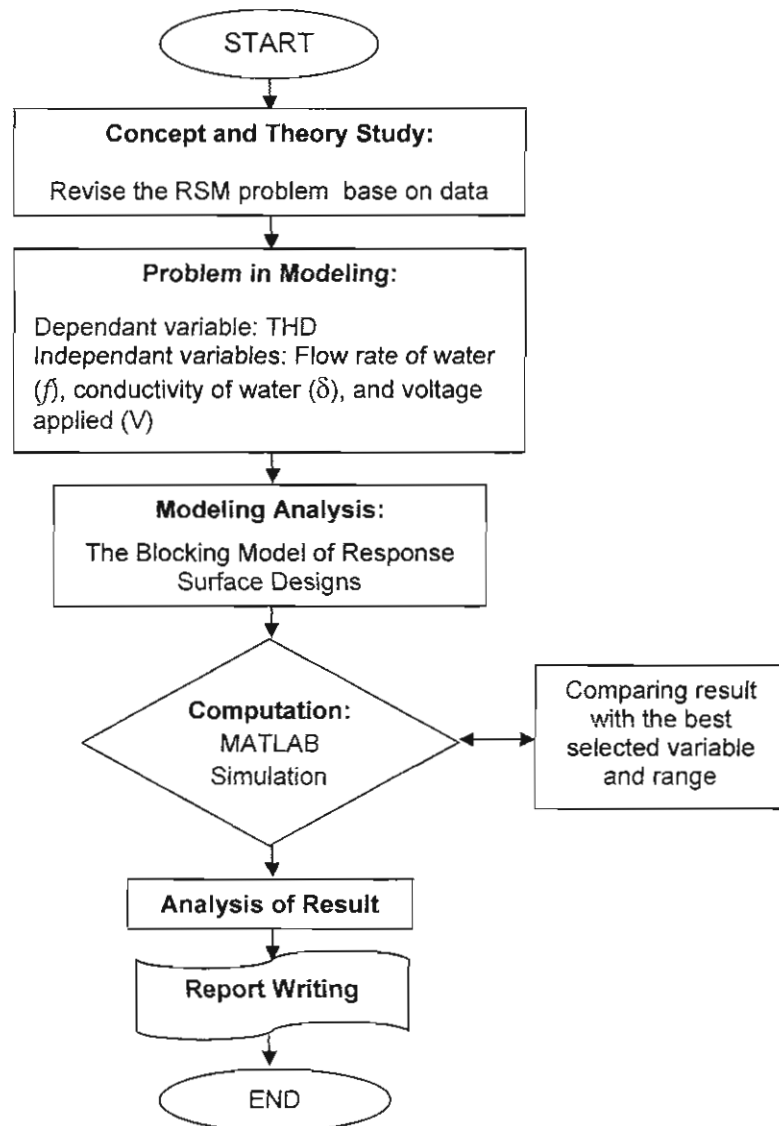 START
Concept and Theory Study:
Revise the RSM problem base on data
Problem in Modeling:
Dependant variable: THD
Independant variables: Flow rate of water
(f), conductivity of water (δ), and voltage
applied (V)
Modeling Analysis:
The Blocking Model of Response
Surface Designs
Computation:
MATLAB
Simulation
Comparing result
with the best
selected variable
and range
Analysis of Result
Report Writing
END